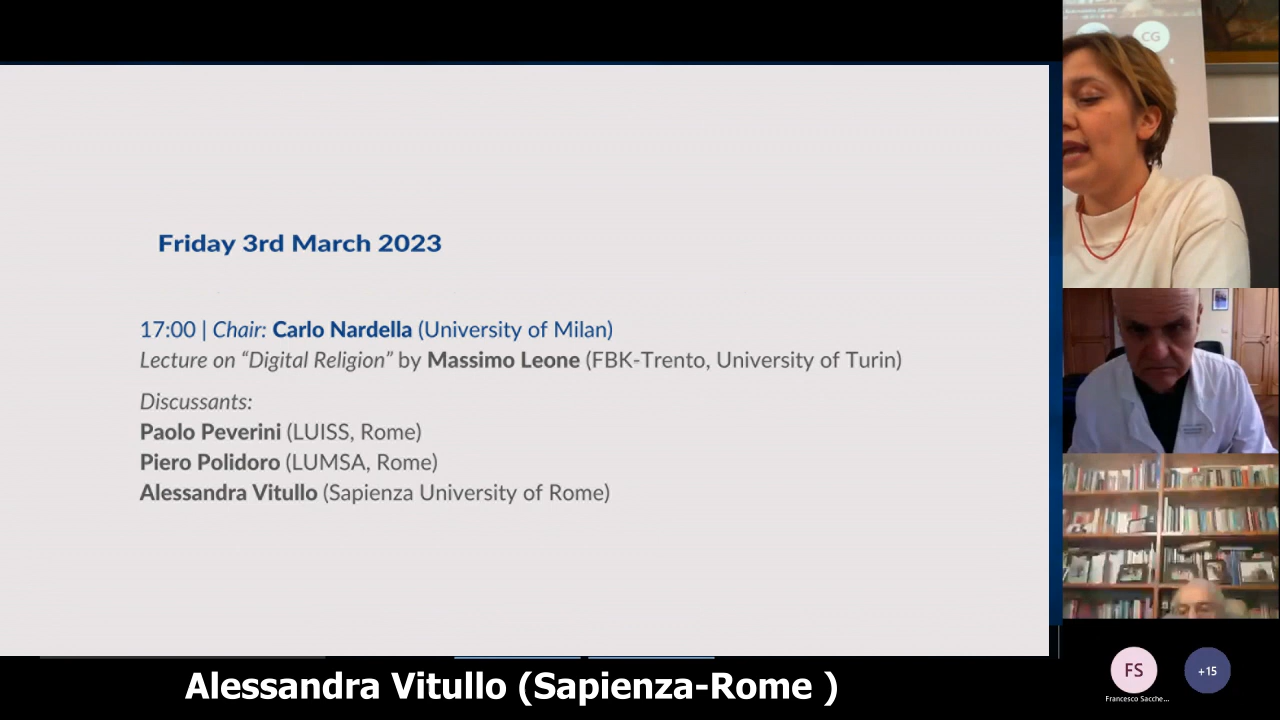 CG
Friday 3rd March 2023
17:00 | Chair: Carlo Nardella (University of Milan)
Lecture on “Digital Religion” by Massimo Leone (FBK-Trento, University of Turin)
Discussants:
Paolo Peverini (LUISS, Rome)
Piero Polidoro (LUMSA, Rome)
Alessandra Vitullo (Sapienza University of Rome)
FS
+15
Francesco Sacche...
Alessandra Vitullo (Sapienza-Rome )